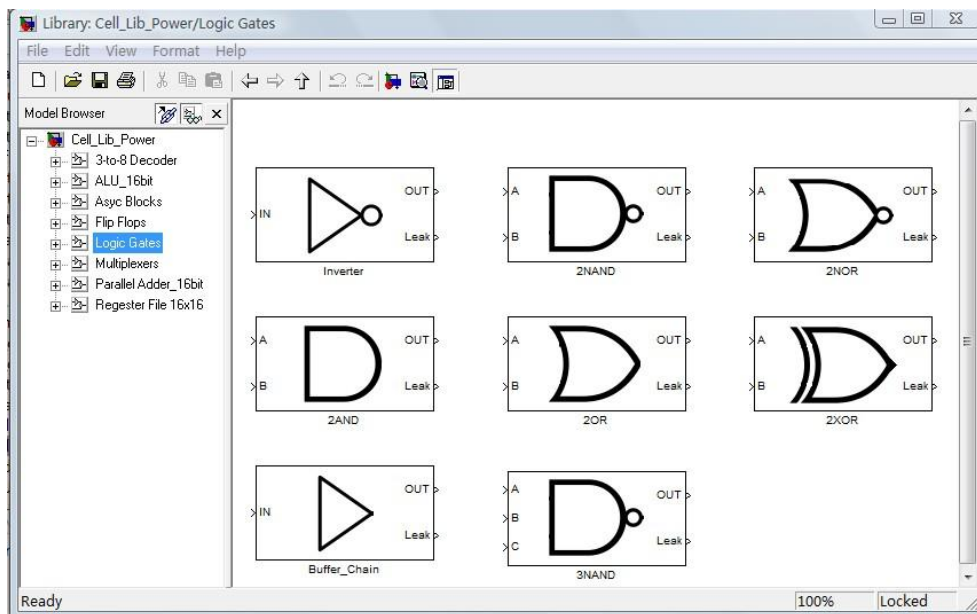 Library: Cell_Lib_Power/Logic Gates
File Edit View Format Help
Model Browser
Cell_Lib_Power
3-to-8 Decoder
ALU_16bit
Asyc Blocks
Flip Flops
Logic Gates
Multiplexers
Parallel Adder_16bit
Regester File 16x16
IN OUT
Leak
Inverter
A OUT
B Leak
2NAND
A OUT
B Leak
2NOR
A OUT
B Leak
2AND
A OUT
B Leak
2OR
A OUT
B Leak
2XOR
IN OUT
Leak
Buffer_Chain
A OUT
B
C Leak
3NAND
Ready 100% Locked